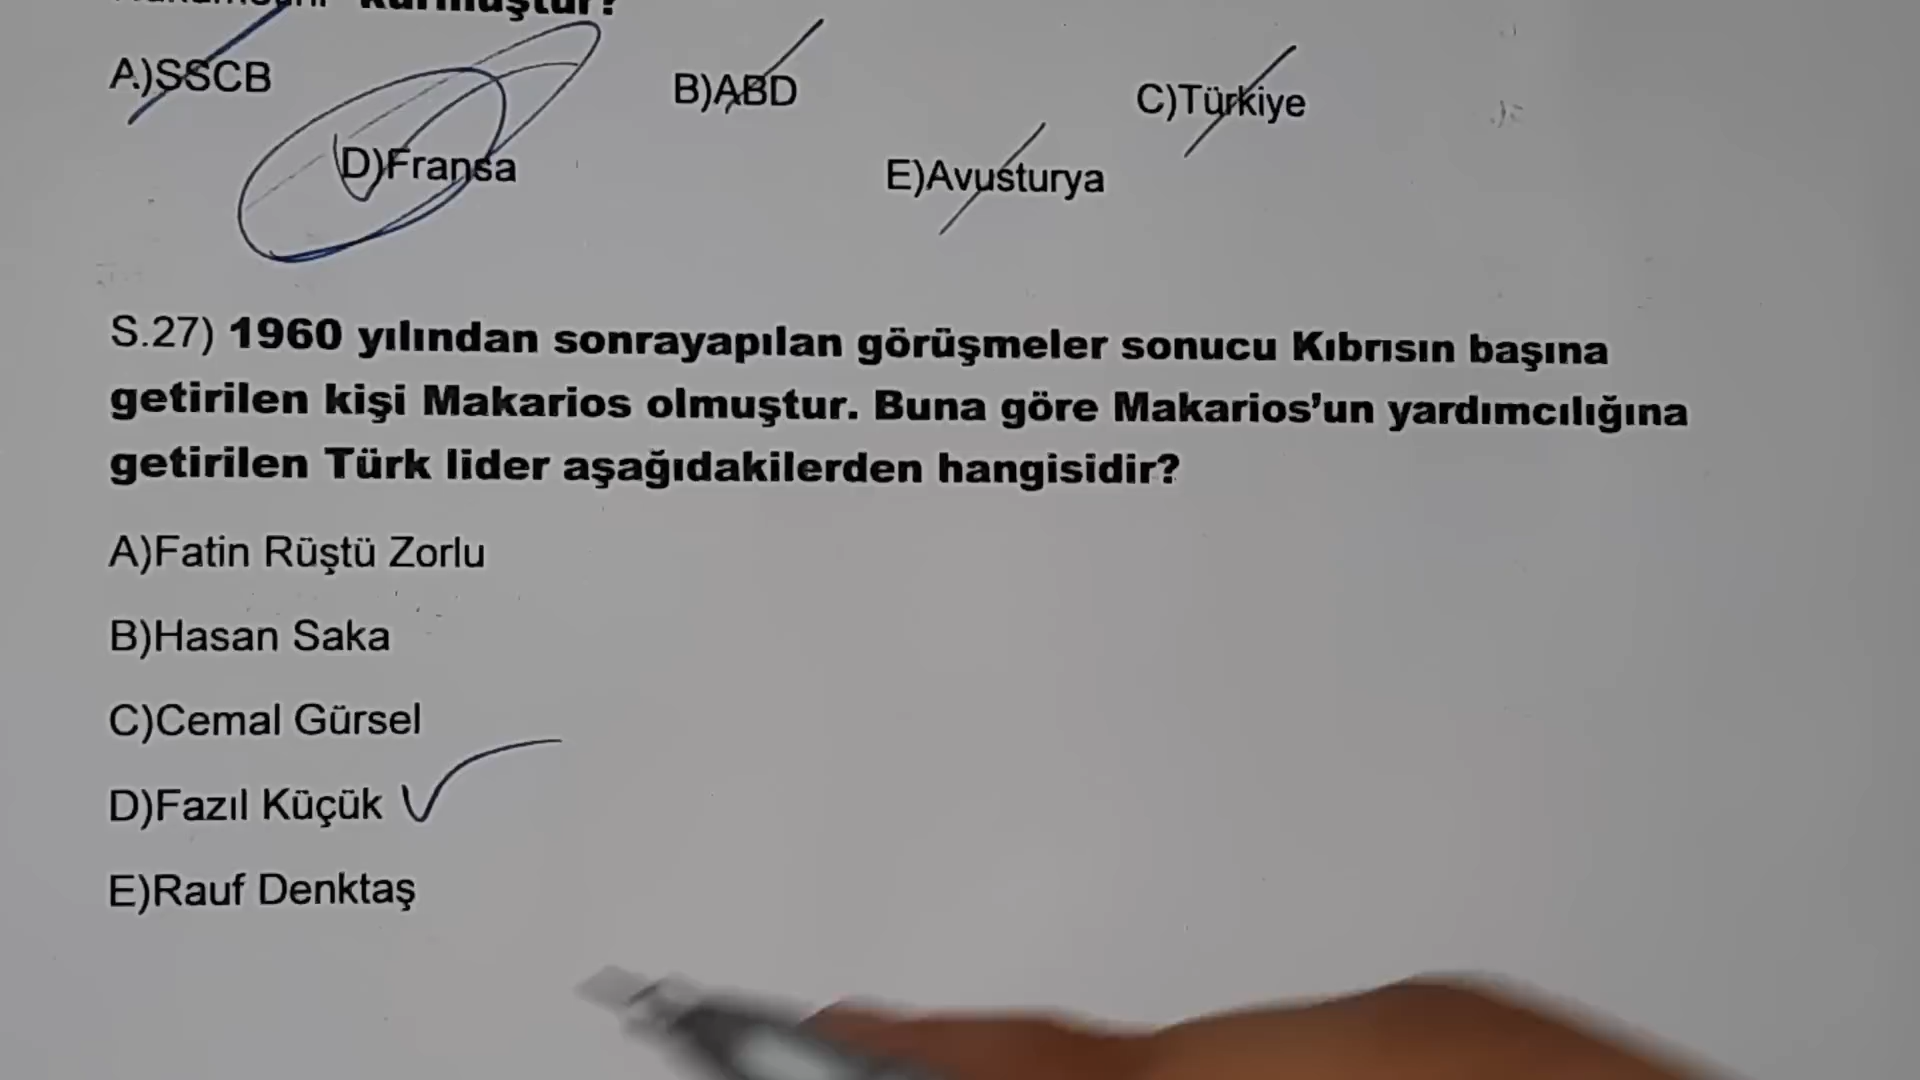 kurmuştur?
A)SSCB
B)ABD
C)Türkiye
D)Fransa
E)Avusturya
S.27) 1960 yılından sonrayapılan görüşmeler sonucu Kıbrısın başına
getirilen kişi Makarios olmuştur. Buna göre Makarios’un yardımcılığına
getirilen Türk lider aşağıdakilerden hangisidir?
A)Fatin Rüştü Zorlu
B)Hasan Saka
C)Cemal Gürsel
D)Fazıl Küçük
E)Rauf Denktaş